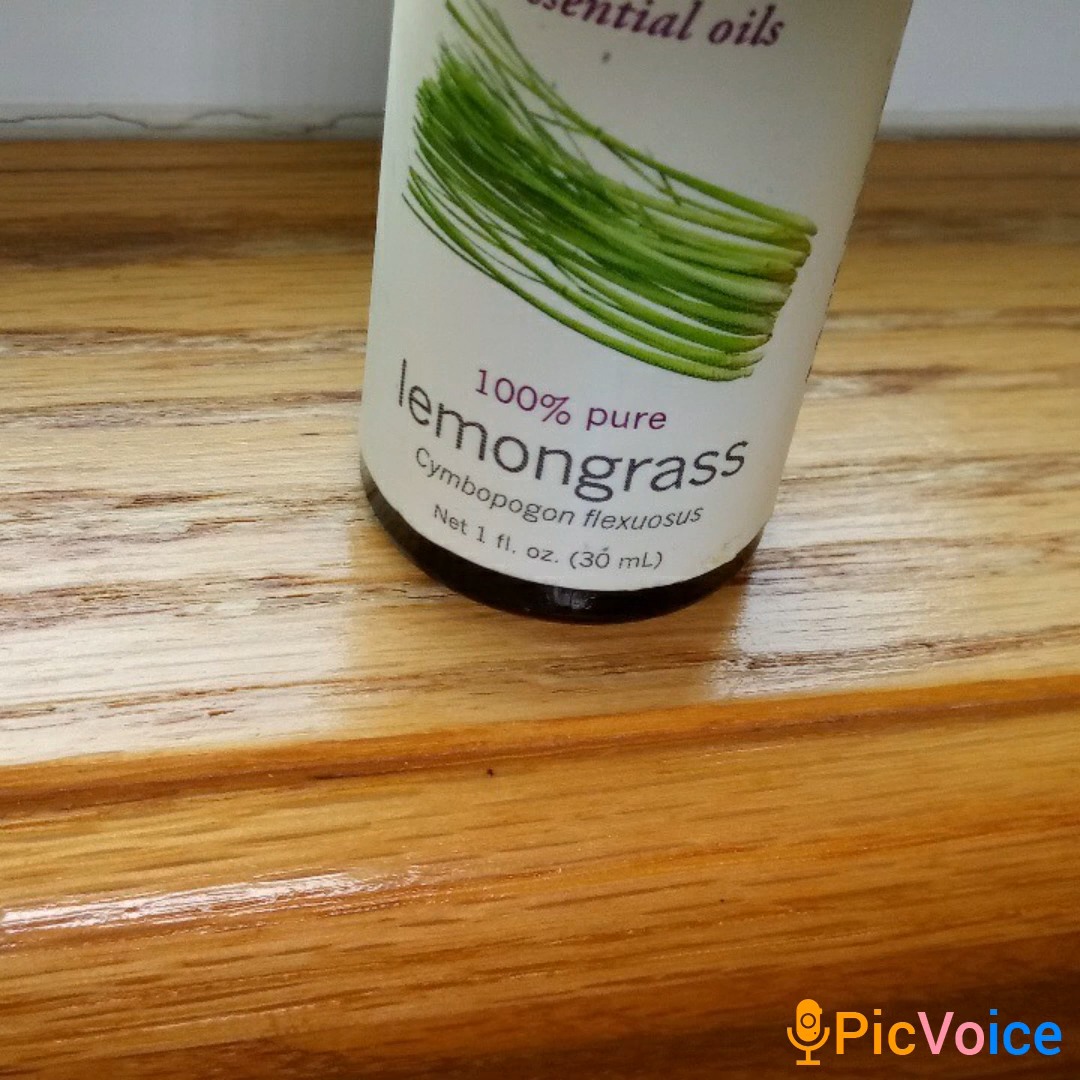 essential oils
100% pure
lemongrass
Cymbopogon flexuosus
Net 1 fl. oz. (30 mL)
PicVoice